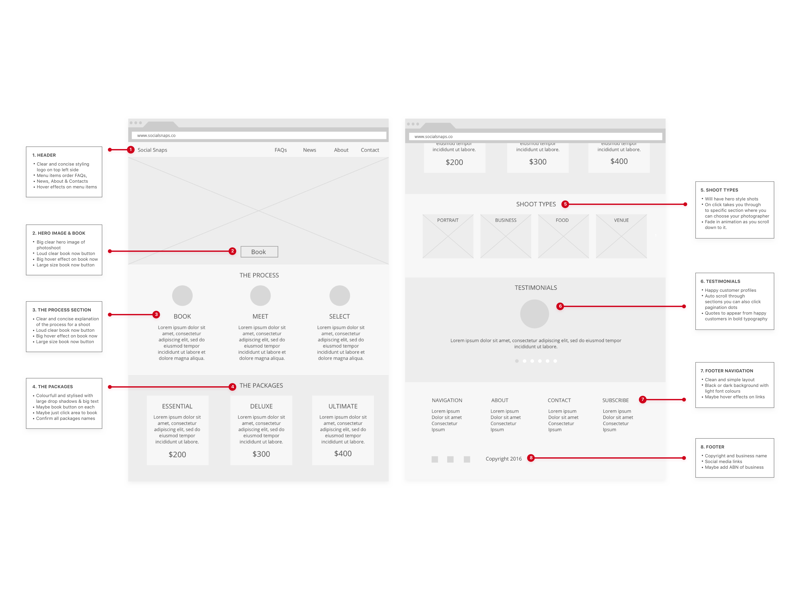 www.socialsnaps.co
1 Social Snaps
FAQs News About Contact
1. HEADER
• Clear and concise styling
logo on top left side
• Menu items order FAQs,
• News, About & Contacts
• Hover effects on menu items
2. HERO IMAGE & BOOK
• Big clear hero image of
photoshoot
• Loud clear book now button
• Big hover effect on book now
• Large size book now button
2
Book
THE PROCESS
3. THE PROCESS SECTION
• Clear and concise explanation
of the process for a shoot
• Loud clear book now button
• Big hover effect on book now
• Large size book now button
3
BOOK MEET SELECT
Lorem ipsum dolor sit
amet, consectetur
adipiscing elit, sed do
eiusmod tempor
incididunt ut labore et
dolore magna aliqua.
Lorem ipsum dolor sit
amet, consectetur
adipiscing elit, sed do
eiusmod tempor
incididunt ut labore et
dolore magna aliqua.
Lorem ipsum dolor sit
amet, consectetur
adipiscing elit, sed do
eiusmod tempor
incididunt ut labore et
dolore magna aliqua.
4. THE PACKAGES
• Colourfull and stylised with
large drop shadows & big text
• Maybe book button on each
• Maybe just click area to book
• Confirm all packages names
4 THE PACKAGES
ESSENTIAL
Lorem ipsum dolor sit
amet, consectetur
adipiscing elit, sed do
eiusmod tempor
incididunt ut labore.
$200
DELUXE
Lorem ipsum dolor sit
amet, consectetur
adipiscing elit, sed do
eiusmod tempor
incididunt ut labore.
$300
ULTIMATE
Lorem ipsum dolor sit
amet, consectetur
adipiscing elit, sed do
eiusmod tempor
incididunt ut labore.
$400
www.socialsnaps.co
eiusmod tempor
incididunt ut labore.
$200
eiusmod tempor
incididunt ut labore.
$300
eiusmod tempor
incididunt ut labore.
$400
SHOOT TYPES 5
PORTRAIT BUSINESS FOOD VENUE
5. SHOOT TYPES
• Will have hero style shots
• On click takes you through
to specific section where you
can choose your photographer
• Fade in animation as you scroll
down to it.
TESTIMONIALS
6
Lorem ipsum dolor sit amet, consectetur adipiscing elit, sed do eiusmod tempor
incididunt ut labore.
6. TESTIMONIALS
• Happy customer profiles
• Auto scroll through
sections you can also click
pagination dots
• Quotes to appear from happy
customers in bold typography
NAVIGATION ABOUT CONTACT SUBSCRIBE 7
Lorem ipsum
Dolor sit amet
Consectetur
Ipsum
Lorem ipsum
Dolor sit amet
Consectetur
Ipsum
Lorem ipsum
Dolor sit amet
Consectetur
Ipsum
Lorem ipsum
Dolor sit amet
Consectetur
Ipsum
7. FOOTER NAVIGATION
• Clean and simple layout
• Black or dark background with
light font colours
• Maybe hover effects on links
Copyright 2016 8
8. FOOTER
• Copyright and business name
• Social media links
• Maybe add ABN of business